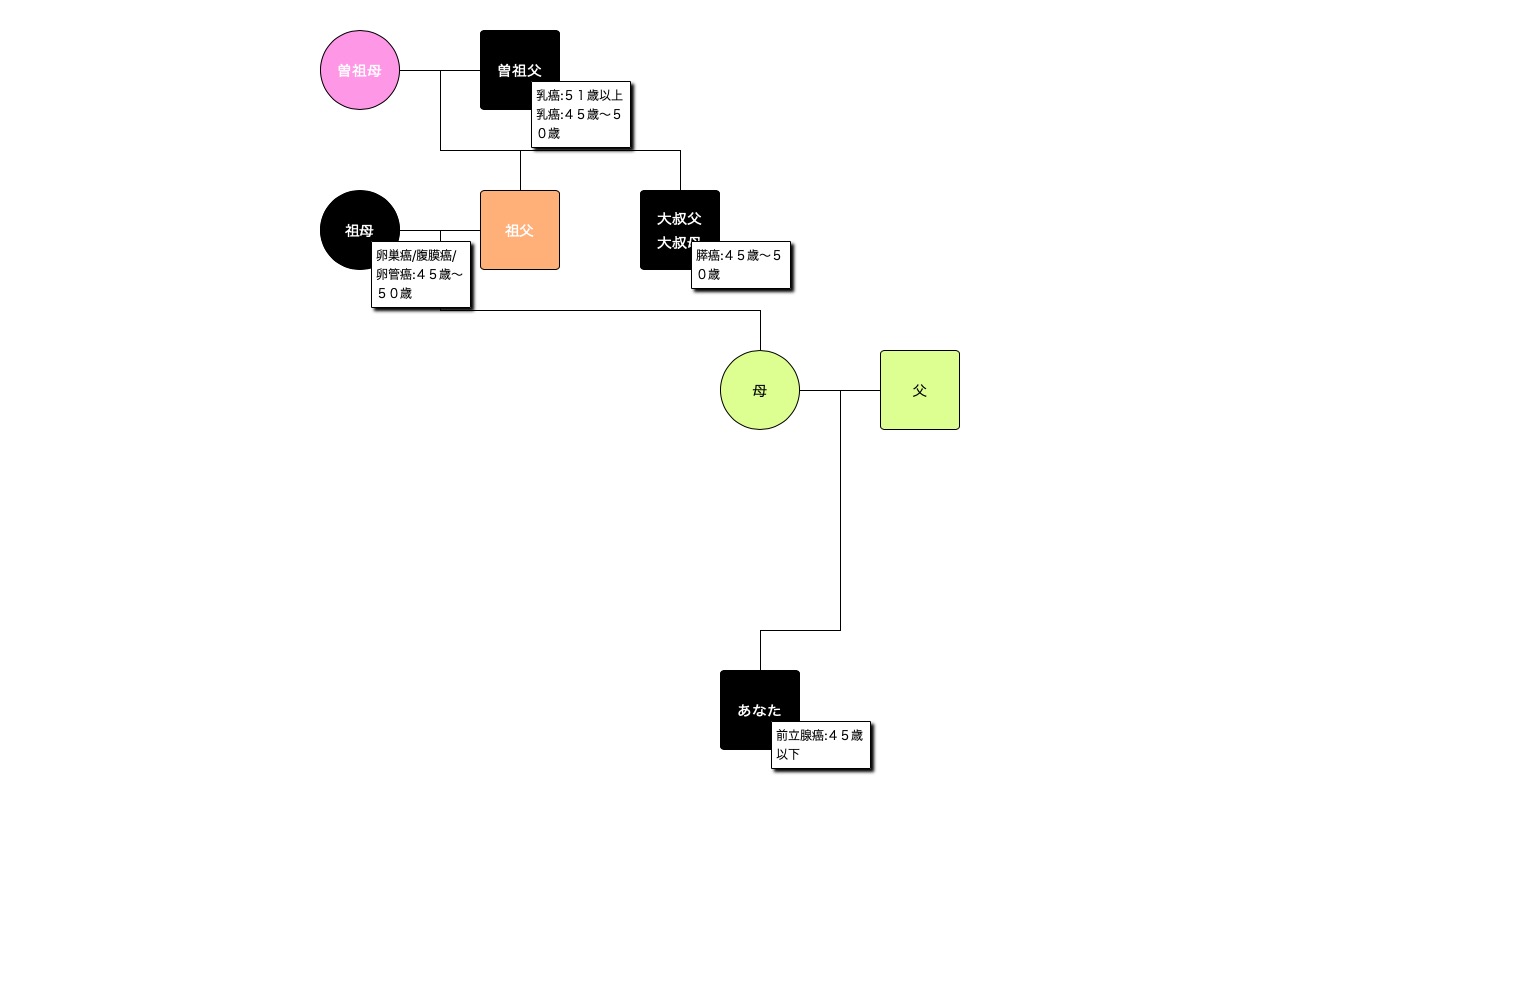 曽祖母
曽祖父
乳癌:５１歳以上
乳癌:４５歳〜５
０歳
祖母
卵巣癌/腹膜癌/
卵管癌:４５歳〜
５０歳
祖父
大叔父
大叔母
膵癌:４５歳〜５
０歳
母
父
あなた
前立腺癌:４５歳
以下